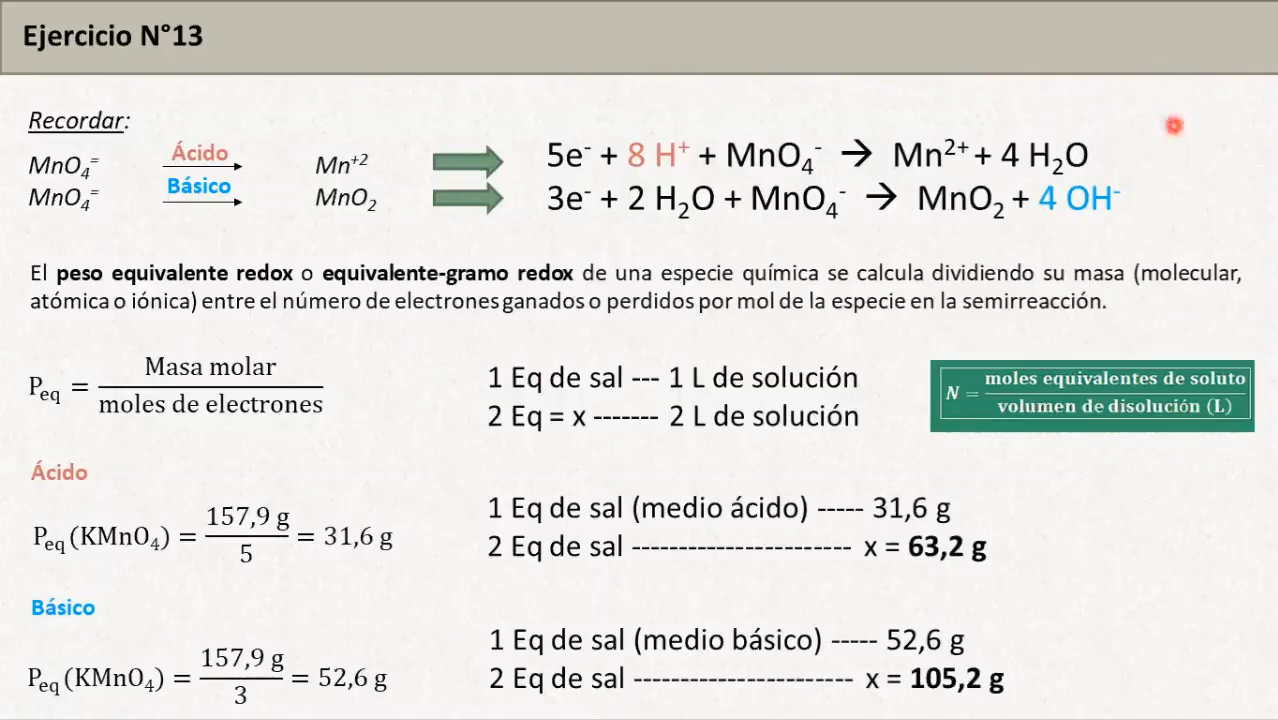 Ejercicio N°13
Recordar:
MnO₄⁼ Ácido Mn⁺²
MnO₄⁼ Básico MnO₂
5e⁻ + 8 H⁺ + MnO₄⁻ → Mn²⁺ + 4 H₂O
3e⁻ + 2 H₂O + MnO₄⁻ → MnO₂ + 4 OH⁻
El peso equivalente redox o equivalente-gramo redox de una especie química se calcula dividiendo su masa (molecular,
atómica o iónica) entre el número de electrones ganados o perdidos por mol de la especie en la semirreacción.
P_eq = Masa molar / moles de electrones
1 Eq de sal --- 1 L de solución
2 Eq = x ------- 2 L de solución
N = moles equivalentes de soluto / volumen de disolución (L)
Ácido
P_eq (KMnO₄) = 157,9 g / 5 = 31,6 g
1 Eq de sal (medio ácido) ----- 31,6 g
2 Eq de sal ----------------------- x = 63,2 g
Básico
P_eq (KMnO₄) = 157,9 g / 3 = 52,6 g
1 Eq de sal (medio básico) ----- 52,6 g
2 Eq de sal ----------------------- x = 105,2 g